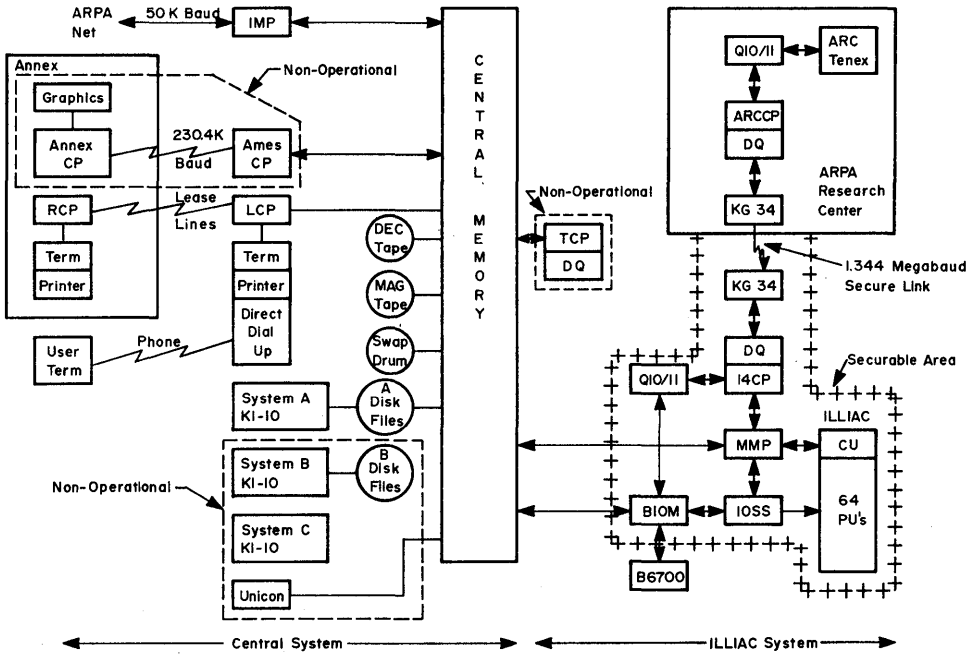 ARPA
Net
50 K Baud
IMP
Annex
Non-Operational
Graphics
Annex
CP
230.4K
Baud
Ames
CP
RCP
Lease
Lines
LCP
Term
Printer
Term
Printer
Direct
Dial
Up
User
Term
Phone
DEC
Tape
MAG
Tape
Swap
Drum
System A
KI-10
A
Disk
Files
Non-Operational
System B
KI-10
B
Disk
Files
System C
KI-10
Unicon
CENTRAL MEMORY
Non-Operational
TCP
DQ
Q10/11
ARC
Tenex
ARCCP
DQ
KG 34
ARPA
Research
Center
1.344 Megabaud
Secure Link
KG 34
DQ
I4CP
Q10/11
Securable Area
ILLIAC
MMP
CU
64
PU's
BIOM
IOSS
B6700
Central System
ILLIAC System